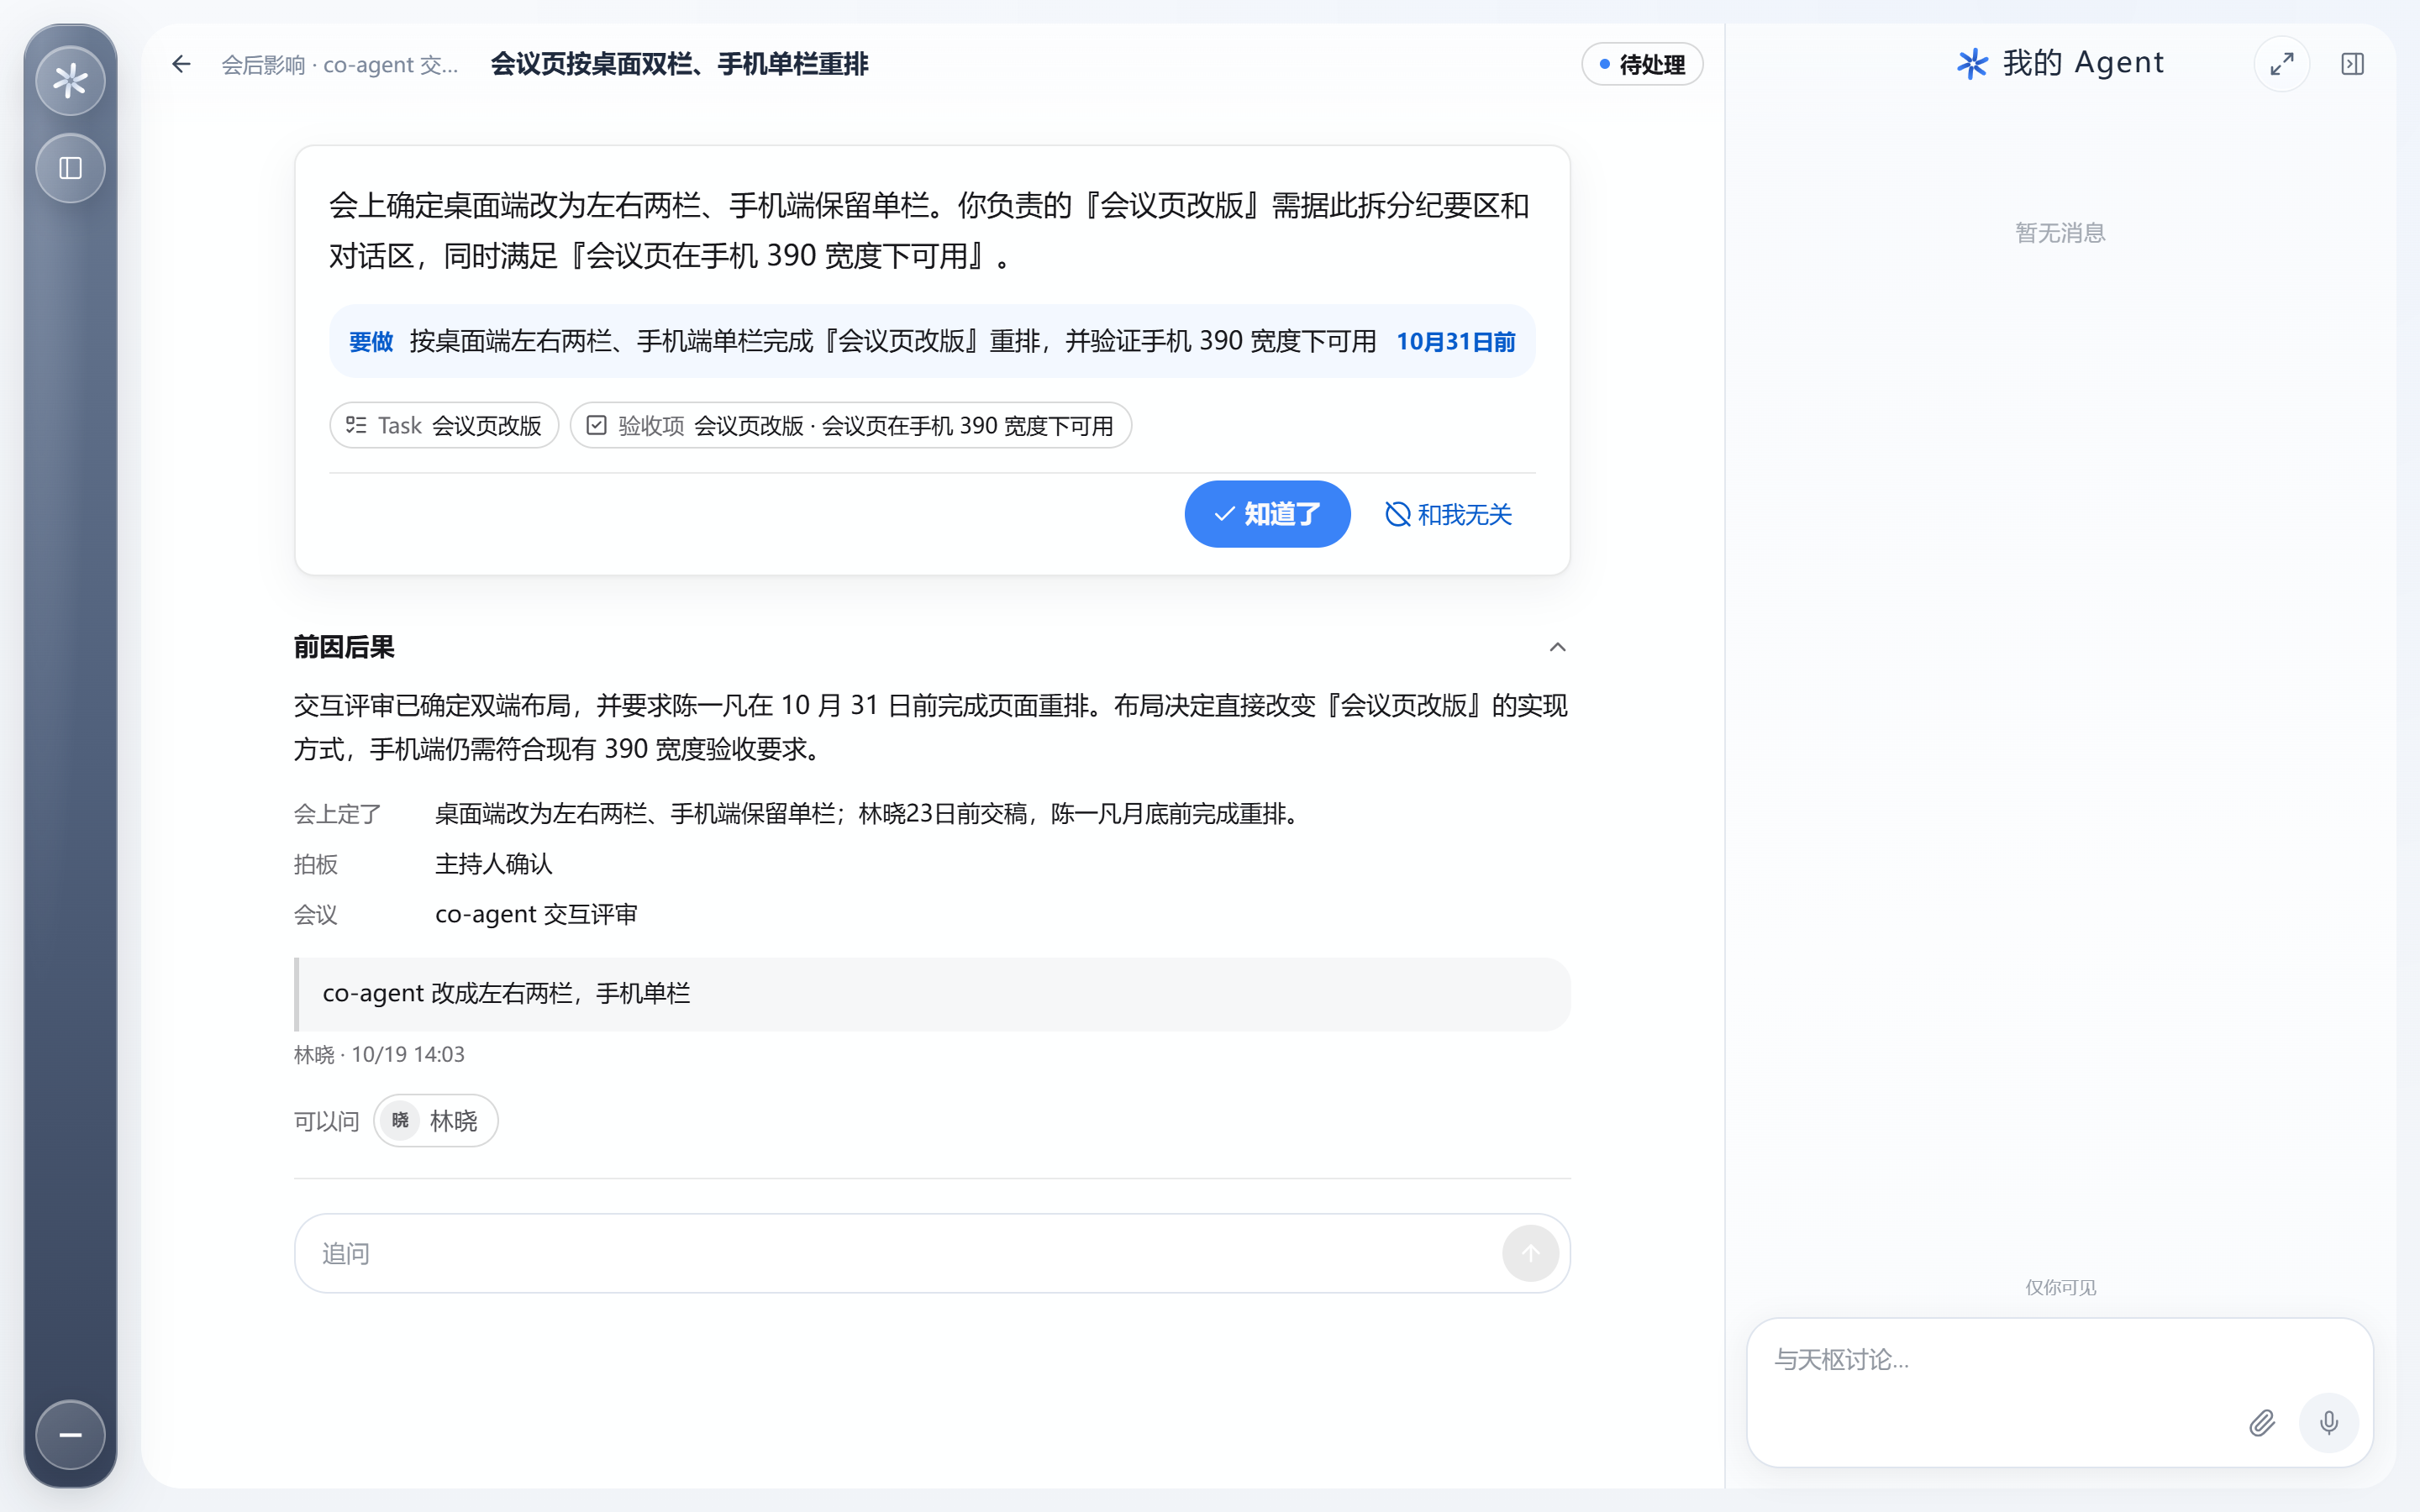 会后影响 · co-agent 交...
会议页按桌面双栏、手机单栏重排
待处理
我的 Agent
会上确定桌面端改为左右两栏、手机端保留单栏。你负责的『会议页改版』需据此拆分纪要区和
对话区，同时满足『会议页在手机 390 宽度下可用』。
要做 按桌面端左右两栏、手机端单栏完成『会议页改版』重排，并验证手机 390 宽度下可用 10月31日前
Task 会议页改版
验收项 会议页改版 · 会议页在手机 390 宽度下可用
知道了
和我无关
前因后果
交互评审已确定双端布局，并要求陈一凡在 10 月 31 日前完成页面重排。布局决定直接改变『会议页改版』的实现
方式，手机端仍需符合现有 390 宽度验收要求。
会上定了 桌面端改为左右两栏、手机端保留单栏；林晓23日前交稿，陈一凡月底前完成重排。
拍板 主持人确认
会议 co-agent 交互评审
co-agent 改成左右两栏，手机单栏
林晓 · 10/19 14:03
可以问 晓 林晓
追问
暂无消息
仅你可见
与天枢讨论...